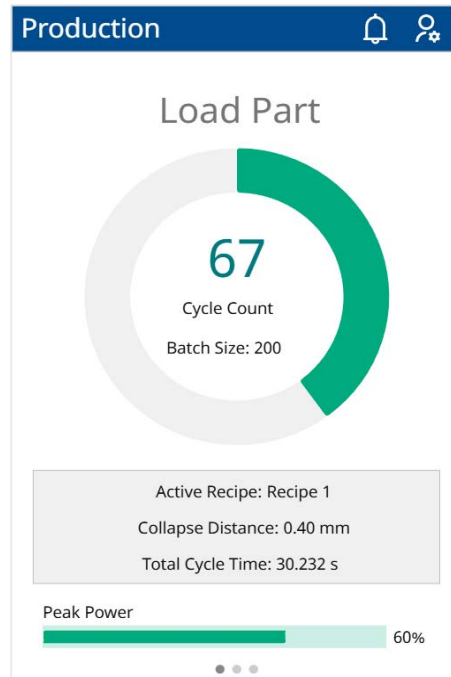 Production
Load Part
67
Cycle Count
Batch Size: 200
Active Recipe: Recipe 1
Collapse Distance: 0.40 mm
Total Cycle Time: 30.232 s
Peak Power
60%